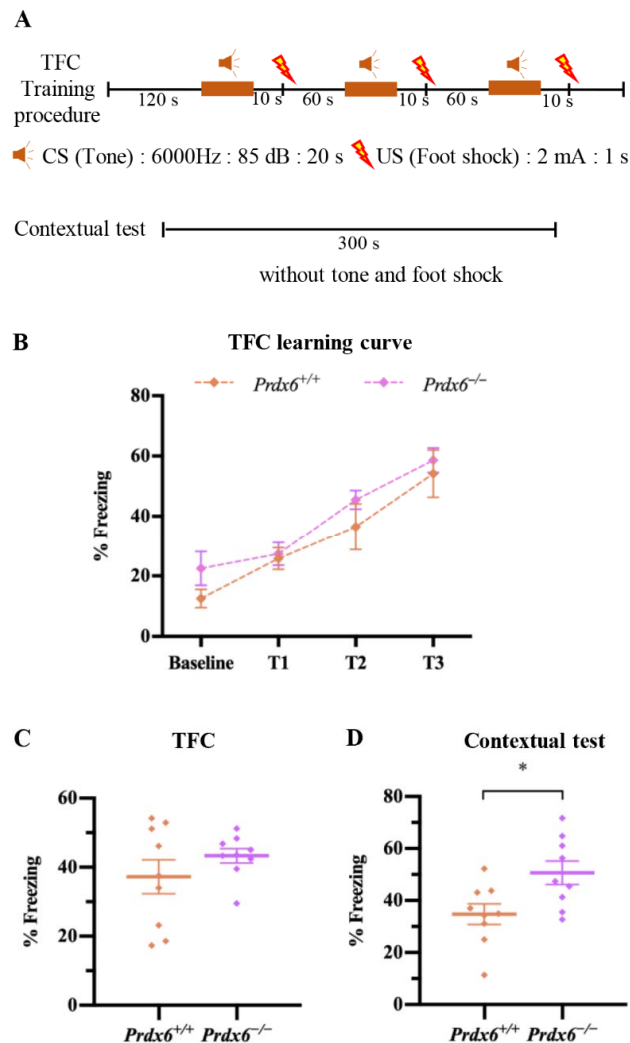 A
TFC
Training
procedure
120 s
10 s
60 s
10 s
60 s
10 s
CS (Tone) : 6000Hz : 85 dB : 20 s
US (Foot shock) : 2 mA : 1 s
Contextual test
300 s
without tone and foot shock
B
TFC learning curve
Prdx6+/+
Prdx6−/−
% Freezing
80
60
40
20
0
Baseline
T1
T2
T3
C
TFC
% Freezing
60
40
20
0
Prdx6+/+
Prdx6−/−
D
Contextual test
*
% Freezing
80
60
40
20
0
Prdx6+/+
Prdx6−/−